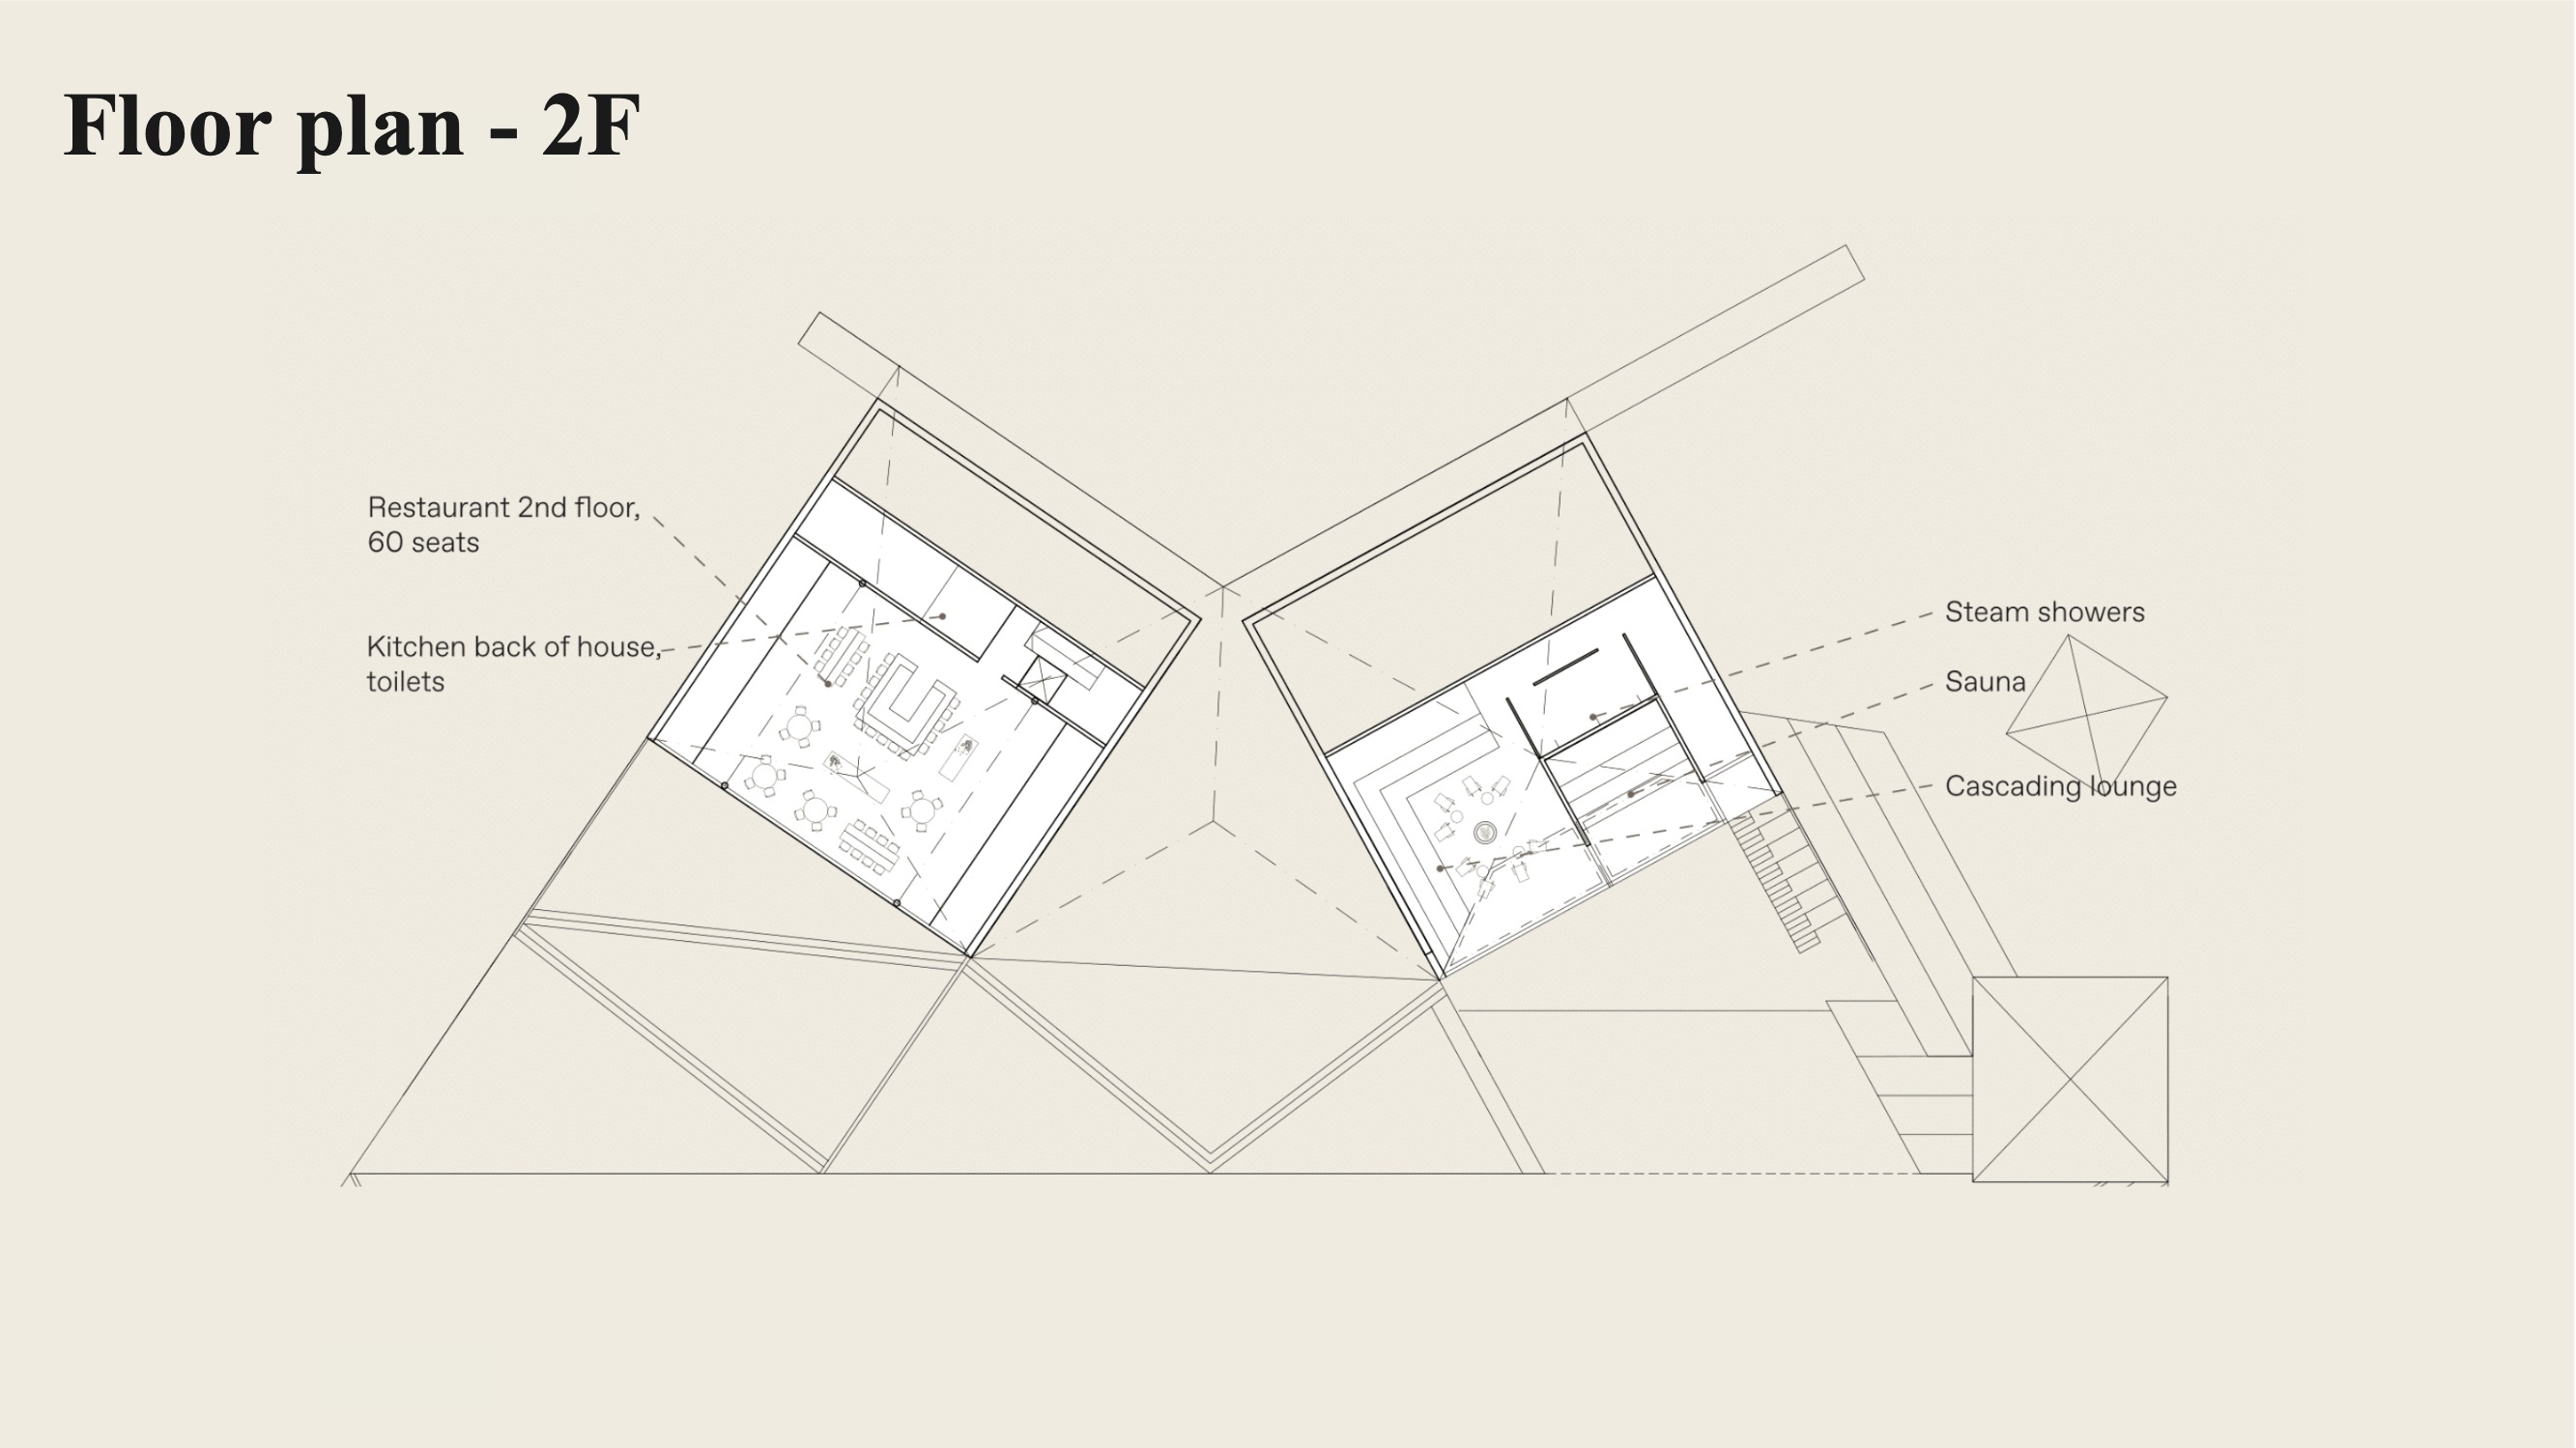 Floor plan - 2F
Restaurant 2nd floor,
60 seats
Kitchen back of house,
toilets
Steam showers
Sauna
Cascading lounge